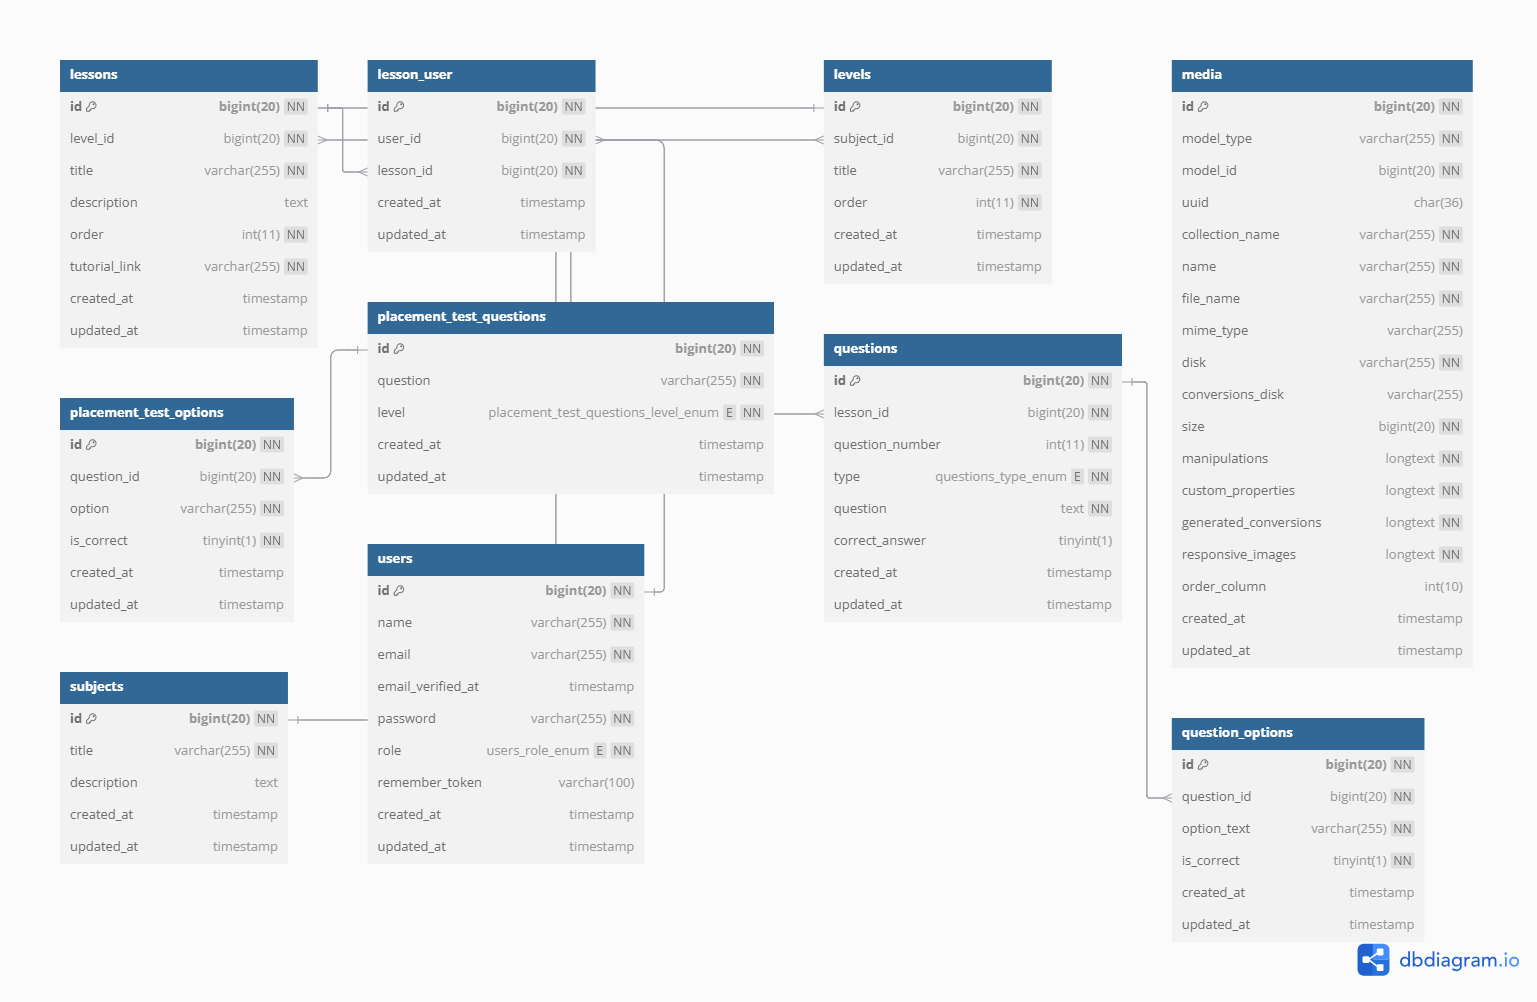 lessons
id bigint(20) NN
level_id bigint(20) NN
title varchar(255) NN
description text
order int(11) NN
tutorial_link varchar(255) NN
created_at timestamp
updated_at timestamp
lesson_user
id bigint(20) NN
user_id bigint(20) NN
lesson_id bigint(20) NN
created_at timestamp
updated_at timestamp
levels
id bigint(20) NN
subject_id bigint(20) NN
title varchar(255) NN
order int(11) NN
created_at timestamp
updated_at timestamp
media
id bigint(20) NN
model_type varchar(255) NN
model_id bigint(20) NN
uuid char(36)
collection_name varchar(255) NN
name varchar(255) NN
file_name varchar(255) NN
mime_type varchar(255)
disk varchar(255) NN
conversions_disk varchar(255)
size bigint(20) NN
manipulations longtext NN
custom_properties longtext NN
generated_conversions longtext NN
responsive_images longtext NN
order_column int(10)
created_at timestamp
updated_at timestamp
placement_test_questions
id bigint(20) NN
question varchar(255) NN
level placement_test_questions_level_enum E NN
created_at timestamp
updated_at timestamp
questions
id bigint(20) NN
lesson_id bigint(20) NN
question_number int(11) NN
type questions_type_enum E NN
question text NN
correct_answer tinyint(1)
created_at timestamp
updated_at timestamp
placement_test_options
id bigint(20) NN
question_id bigint(20) NN
option varchar(255) NN
is_correct tinyint(1) NN
created_at timestamp
updated_at timestamp
users
id bigint(20) NN
name varchar(255) NN
email varchar(255) NN
email_verified_at timestamp
password varchar(255) NN
role users_role_enum E NN
remember_token varchar(100)
created_at timestamp
updated_at timestamp
subjects
id bigint(20) NN
title varchar(255) NN
description text
created_at timestamp
updated_at timestamp
question_options
id bigint(20) NN
question_id bigint(20) NN
option_text varchar(255) NN
is_correct tinyint(1) NN
created_at timestamp
updated_at timestamp
dbdiagram.io